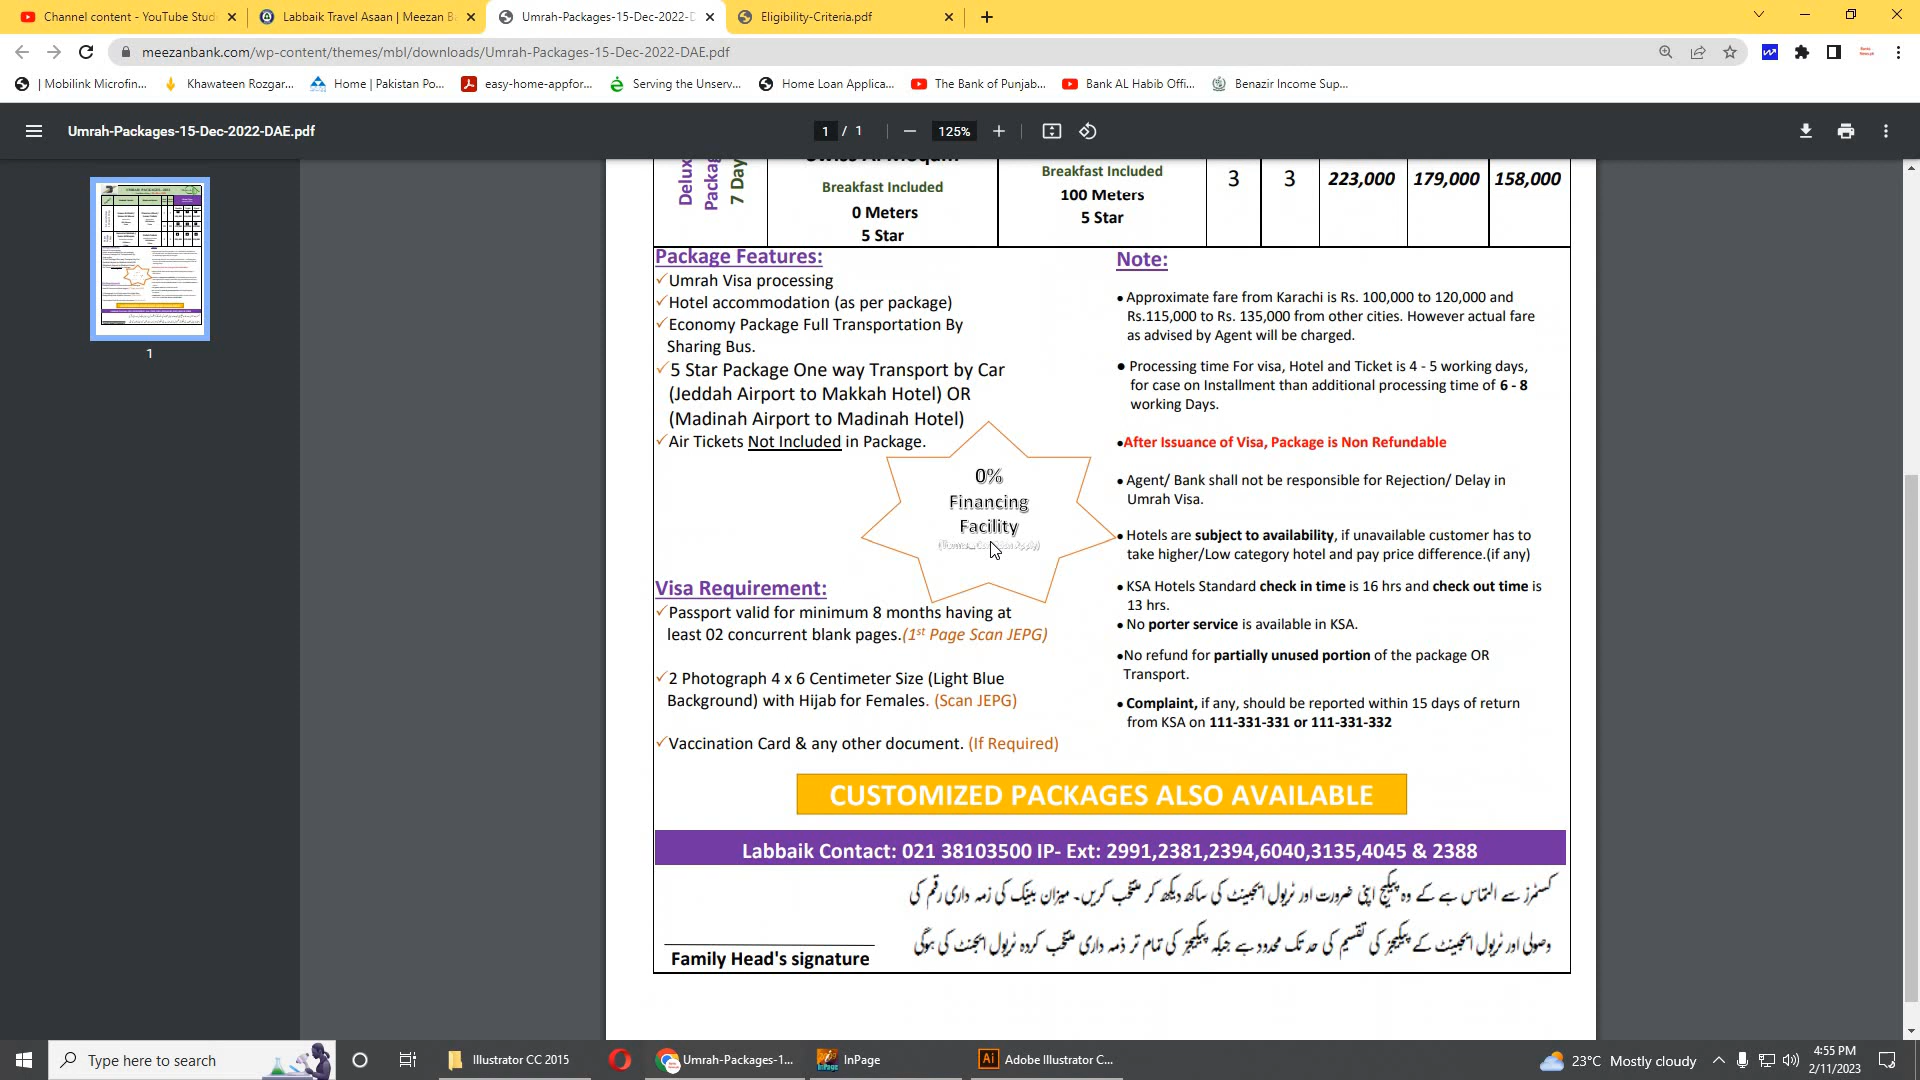 Channel content - YouTube Stud
Labbaik Travel Asaan | Meezan B
Umrah-Packages-15-Dec-2022-D
Eligibility-Criteria.pdf
meezanbank.com/wp-content/themes/mbl/downloads/Umrah-Packages-15-Dec-2022-DAE.pdf
| Mobilink Microfin...
Khawateen Rozgar...
Home | Pakistan Po...
easy-home-appfor...
Serving the Unserv...
Home Loan Applica...
The Bank of Punjab...
Bank AL Habib Offi...
Benazir Income Sup...
Umrah-Packages-15-Dec-2022-DAE.pdf
1 / 1
125%
1
Delux
Packag
7 Day
Breakfast Included
0 Meters
5 Star
Breakfast Included
100 Meters
5 Star
3
3
223,000
179,000
158,000
Package Features:
✓Umrah Visa processing
✓Hotel accommodation (as per package)
✓Economy Package Full Transportation By
Sharing Bus.
✓5 Star Package One way Transport by Car
(Jeddah Airport to Makkah Hotel) OR
(Madinah Airport to Madinah Hotel)
✓Air Tickets Not Included in Package.
0%
Financing
Facility
Visa Requirement:
✓Passport valid for minimum 8 months having at
least 02 concurrent blank pages.(1st Page Scan JEPG)
✓2 Photograph 4 x 6 Centimeter Size (Light Blue
Background) with Hijab for Females. (Scan JEPG)
✓Vaccination Card & any other document. (If Required)
Note:
• Approximate fare from Karachi is Rs. 100,000 to 120,000 and
Rs.115,000 to Rs. 135,000 from other cities. However actual fare
as advised by Agent will be charged.
• Processing time For visa, Hotel and Ticket is 4 - 5 working days,
for case on Installment than additional processing time of 6 - 8
working Days.
•After Issuance of Visa, Package is Non Refundable
• Agent/ Bank shall not be responsible for Rejection/ Delay in
Umrah Visa.
• Hotels are subject to availability, if unavailable customer has to
take higher/Low category hotel and pay price difference.(if any)
• KSA Hotels Standard check in time is 16 hrs and check out time is
13 hrs.
• No porter service is available in KSA.
•No refund for partially unused portion of the package OR
Transport.
• Complaint, if any, should be reported within 15 days of return
from KSA on 111-331-331 or 111-331-332
CUSTOMIZED PACKAGES ALSO AVAILABLE
Labbaik Contact: 021 38103500 IP- Ext: 2991,2381,2394,6040,3135,4045 & 2388
کسٹمرز سے التماس ہے کے وہ پیکیج اپنی ضرورت اور ٹریول ایجینٹ کی ساکھ دیکھ کر منتخب کریں۔ میزان بینک کی زمہ داری رقم کی
وصولی اور ٹریول ایجینٹ کے پیکیجز کی تقسیم کی حد تک محدود ہے جبکہ پیکیجز کی تمام تر ذمہ داری منتخب کردہ ٹریول ایجنٹ کی ہوگی
Family Head's signature
Type here to search
Illustrator CC 2015
Umrah-Packages-1...
InPage
Adobe Illustrator C...
23°C Mostly cloudy
4:55 PM
2/11/2023